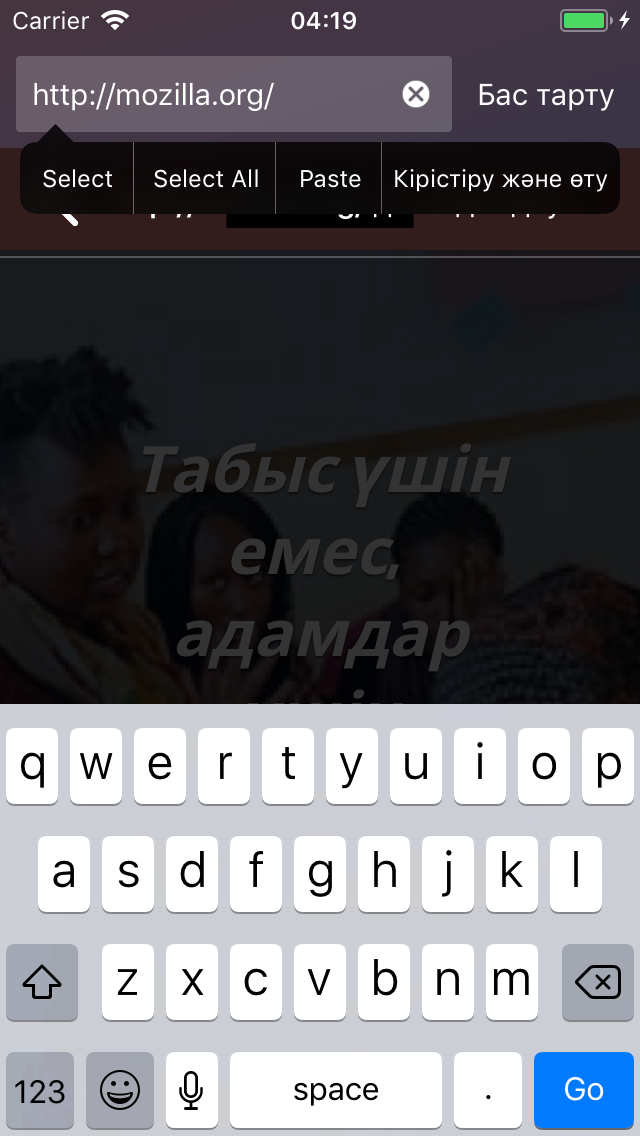 Carrier 04:19
http://mozilla.org/ Бас тарту
Select Select All Paste Кірістіру және өту
Табыс үшін
емес,
адамдар
q w e r t y u i o p
a s d f g h j k l
z x c v b n m
123 space . Go